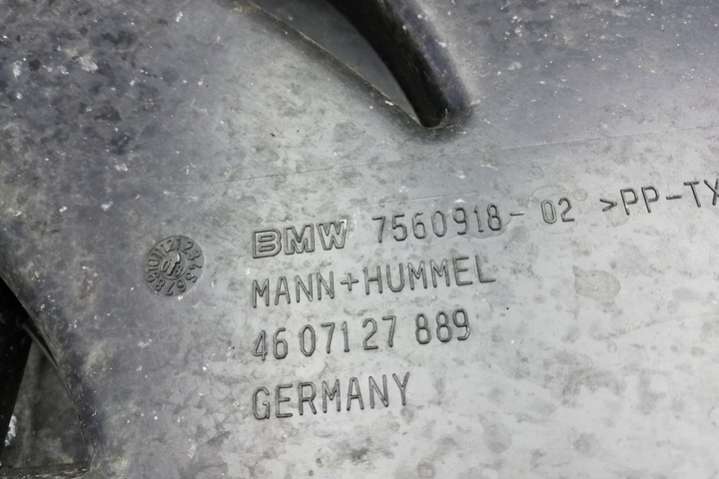 BMW 7560918-02 >PP-TX
MANN+HUMMEL
46 071 27 889
GERMANY